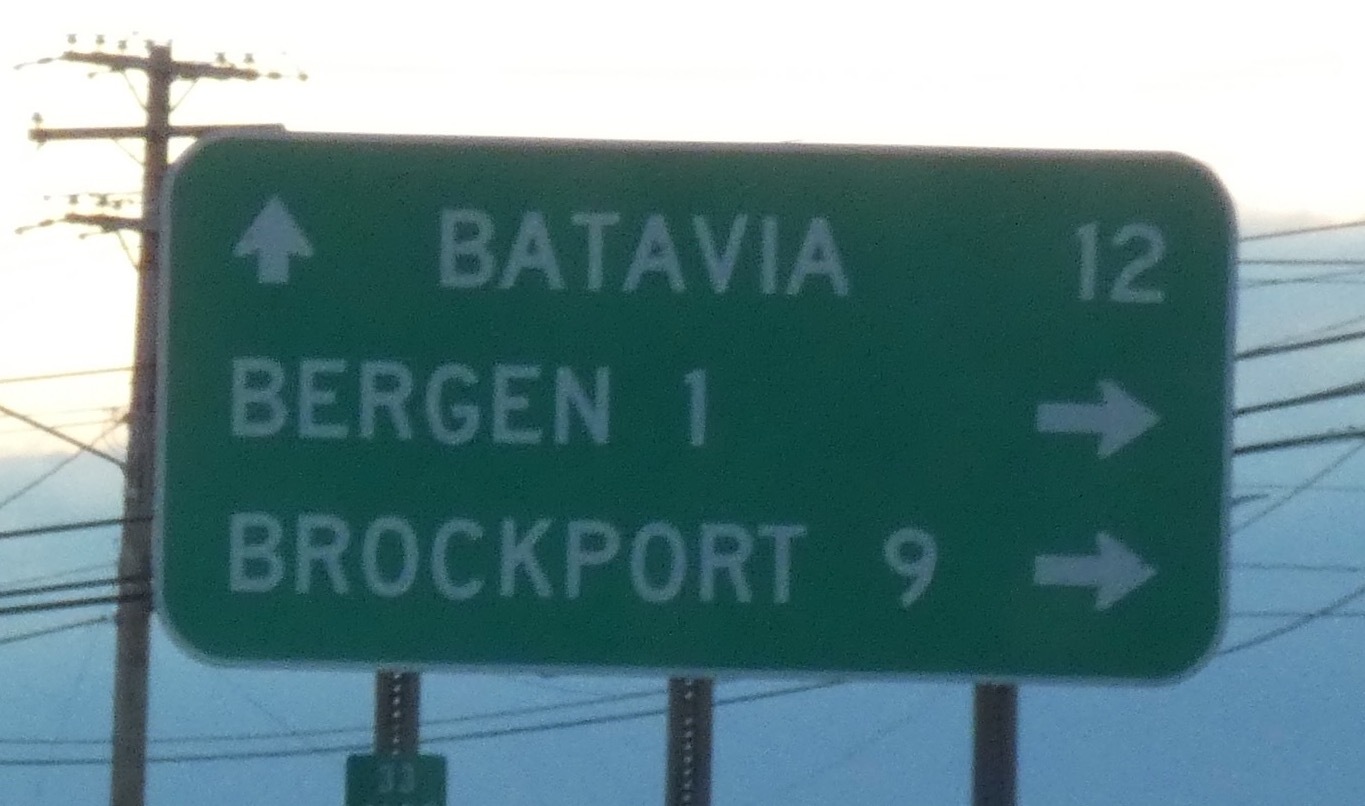 BATAVIA 12
BERGEN 1
BROCKPORT 9
33